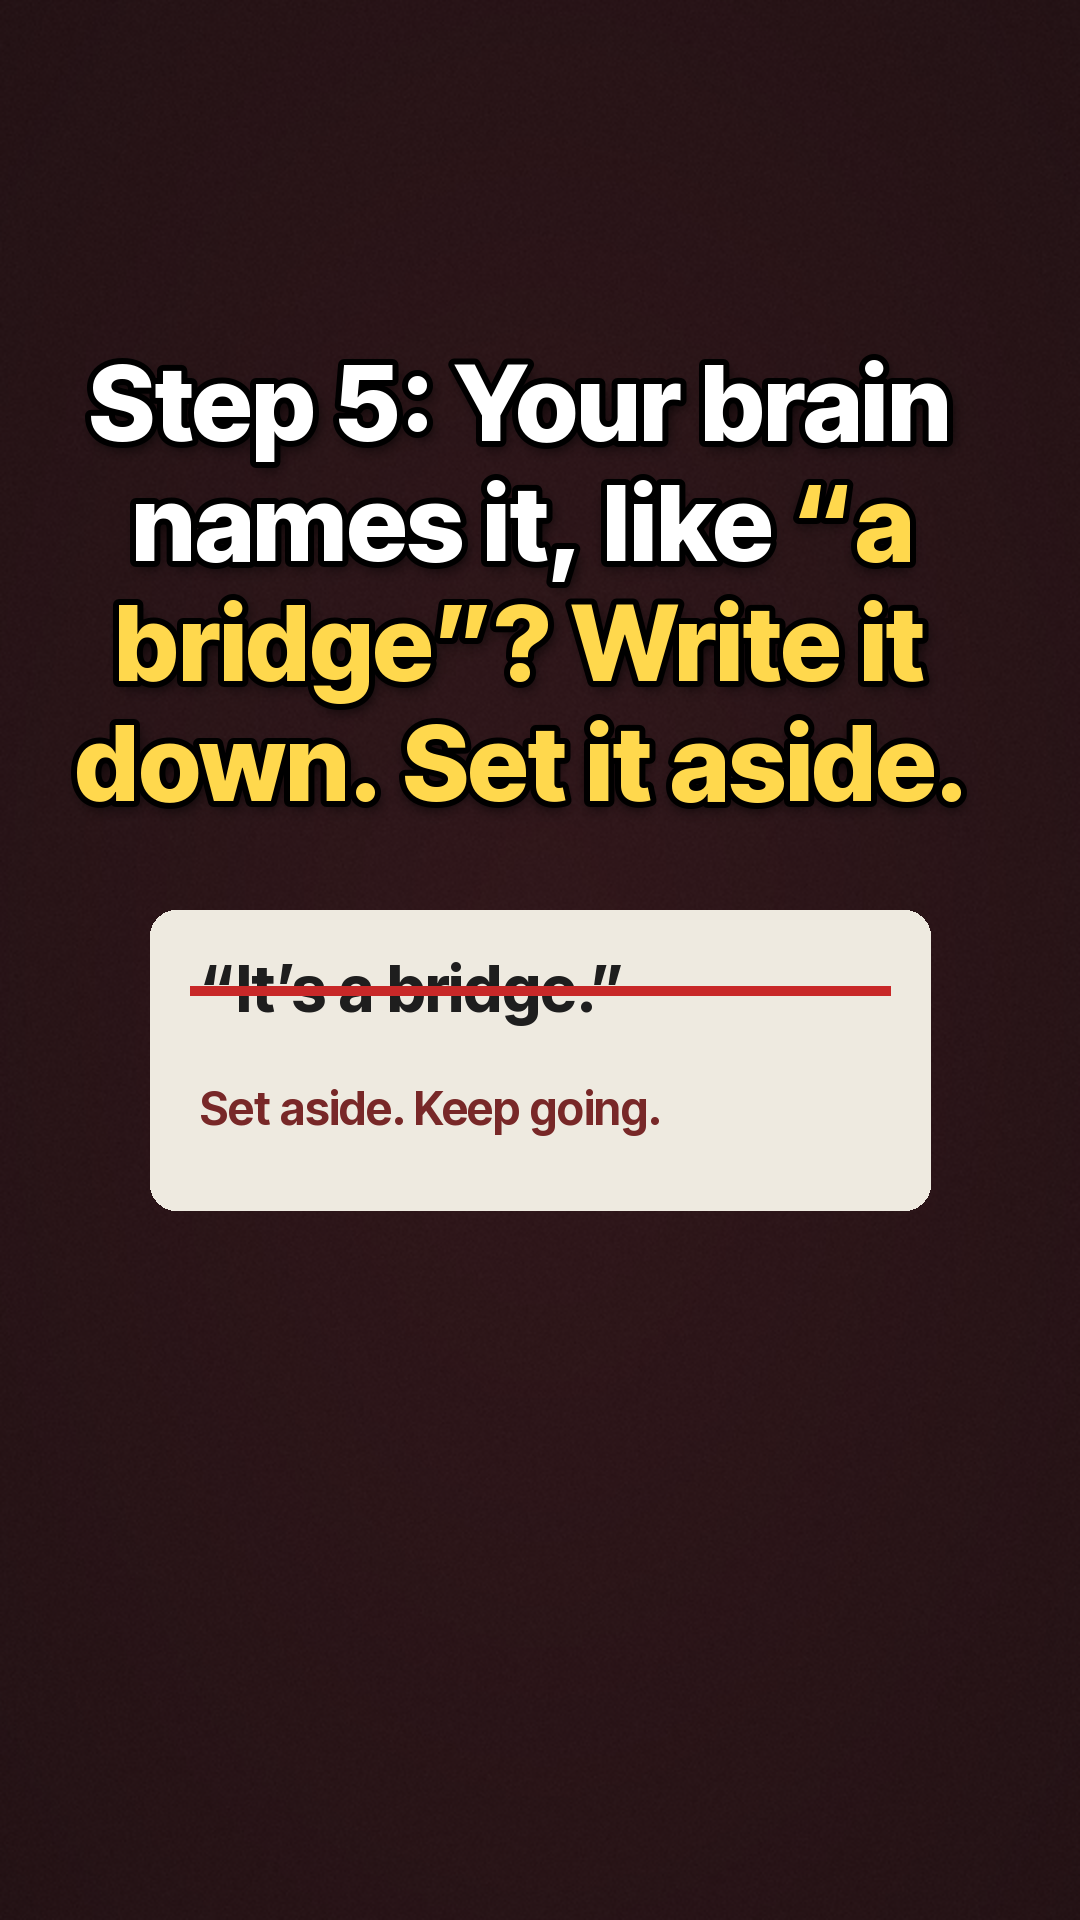 Step 5: Your brain
names it, like “a
bridge”? Write it
down. Set it aside.
“It’s a bridge.”
Set aside. Keep going.